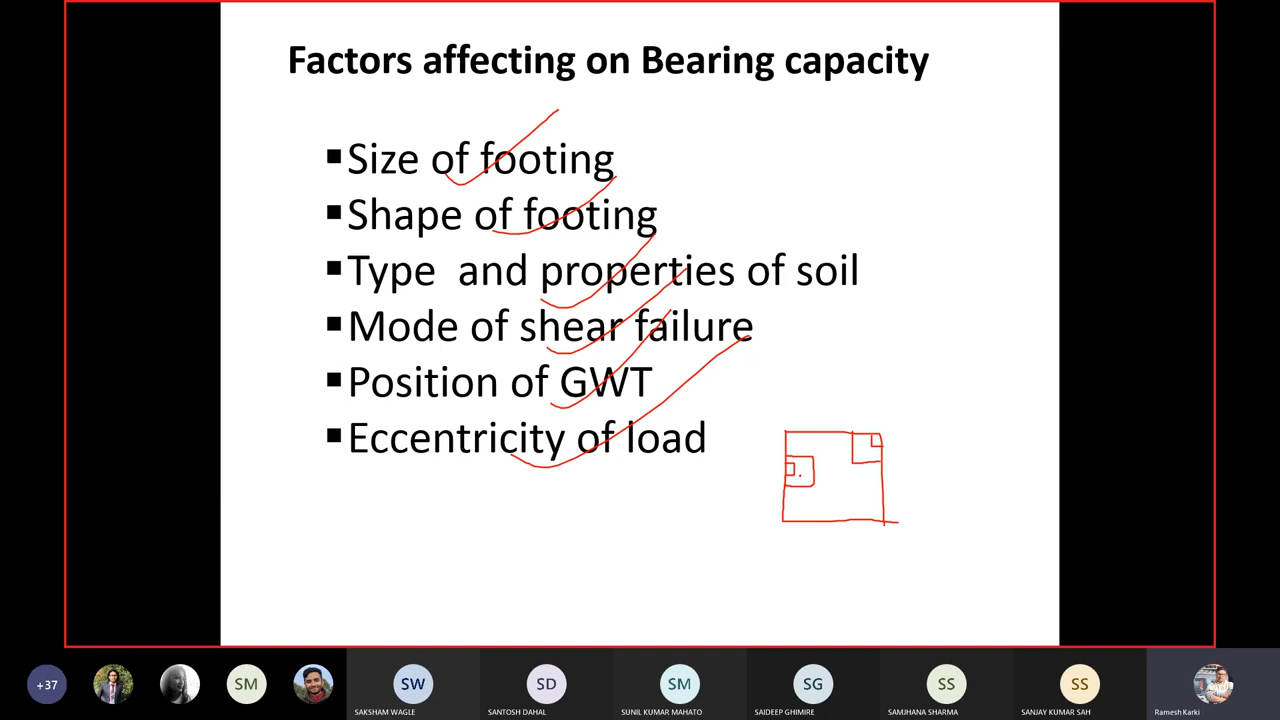 Factors affecting on Bearing capacity
▪Size of footing
▪Shape of footing
▪Type and properties of soil
▪Mode of shear failure
▪Position of GWT
▪Eccentricity of load
+37
SM
SW
SD
SM
SG
SS
SS
SAKSHAM WAGLE
SANTOSH DAHAL
SUNIL KUMAR MAHATO
SAIDEEP GHIMIRE
SAMJHANA SHARMA
SANJAY KUMAR SAH
Ramesh Karki